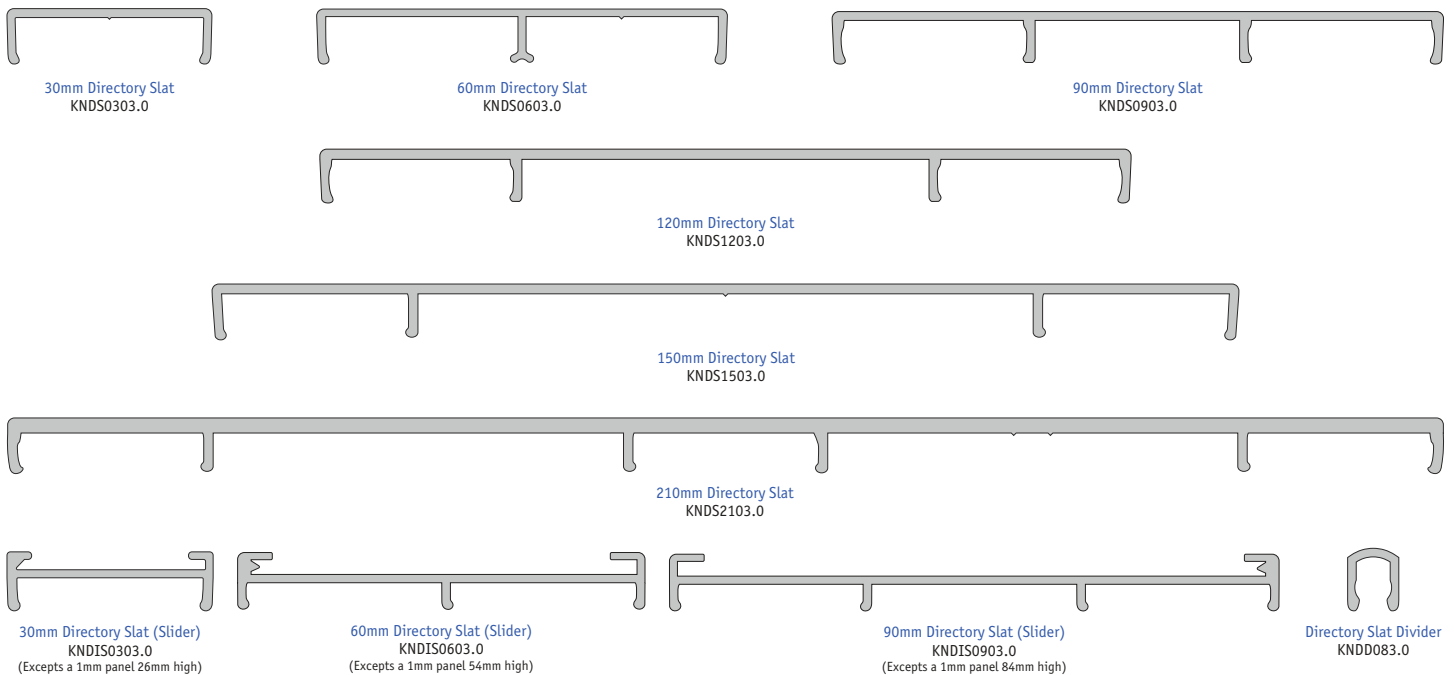 30mm Directory Slat
KNDS0303.0
60mm Directory Slat
KNDS0603.0
90mm Directory Slat
KNDS0903.0
120mm Directory Slat
KNDS1203.0
150mm Directory Slat
KNDS1503.0
210mm Directory Slat
KNDS2103.0
30mm Directory Slat (Slider)
KNDIS0303.0
(Excepts a 1mm panel 26mm high)
60mm Directory Slat (Slider)
KNDIS0603.0
(Excepts a 1mm panel 54mm high)
90mm Directory Slat (Slider)
KNDIS0903.0
(Excepts a 1mm panel 84mm high)
Directory Slat Divider
KNDD083.0